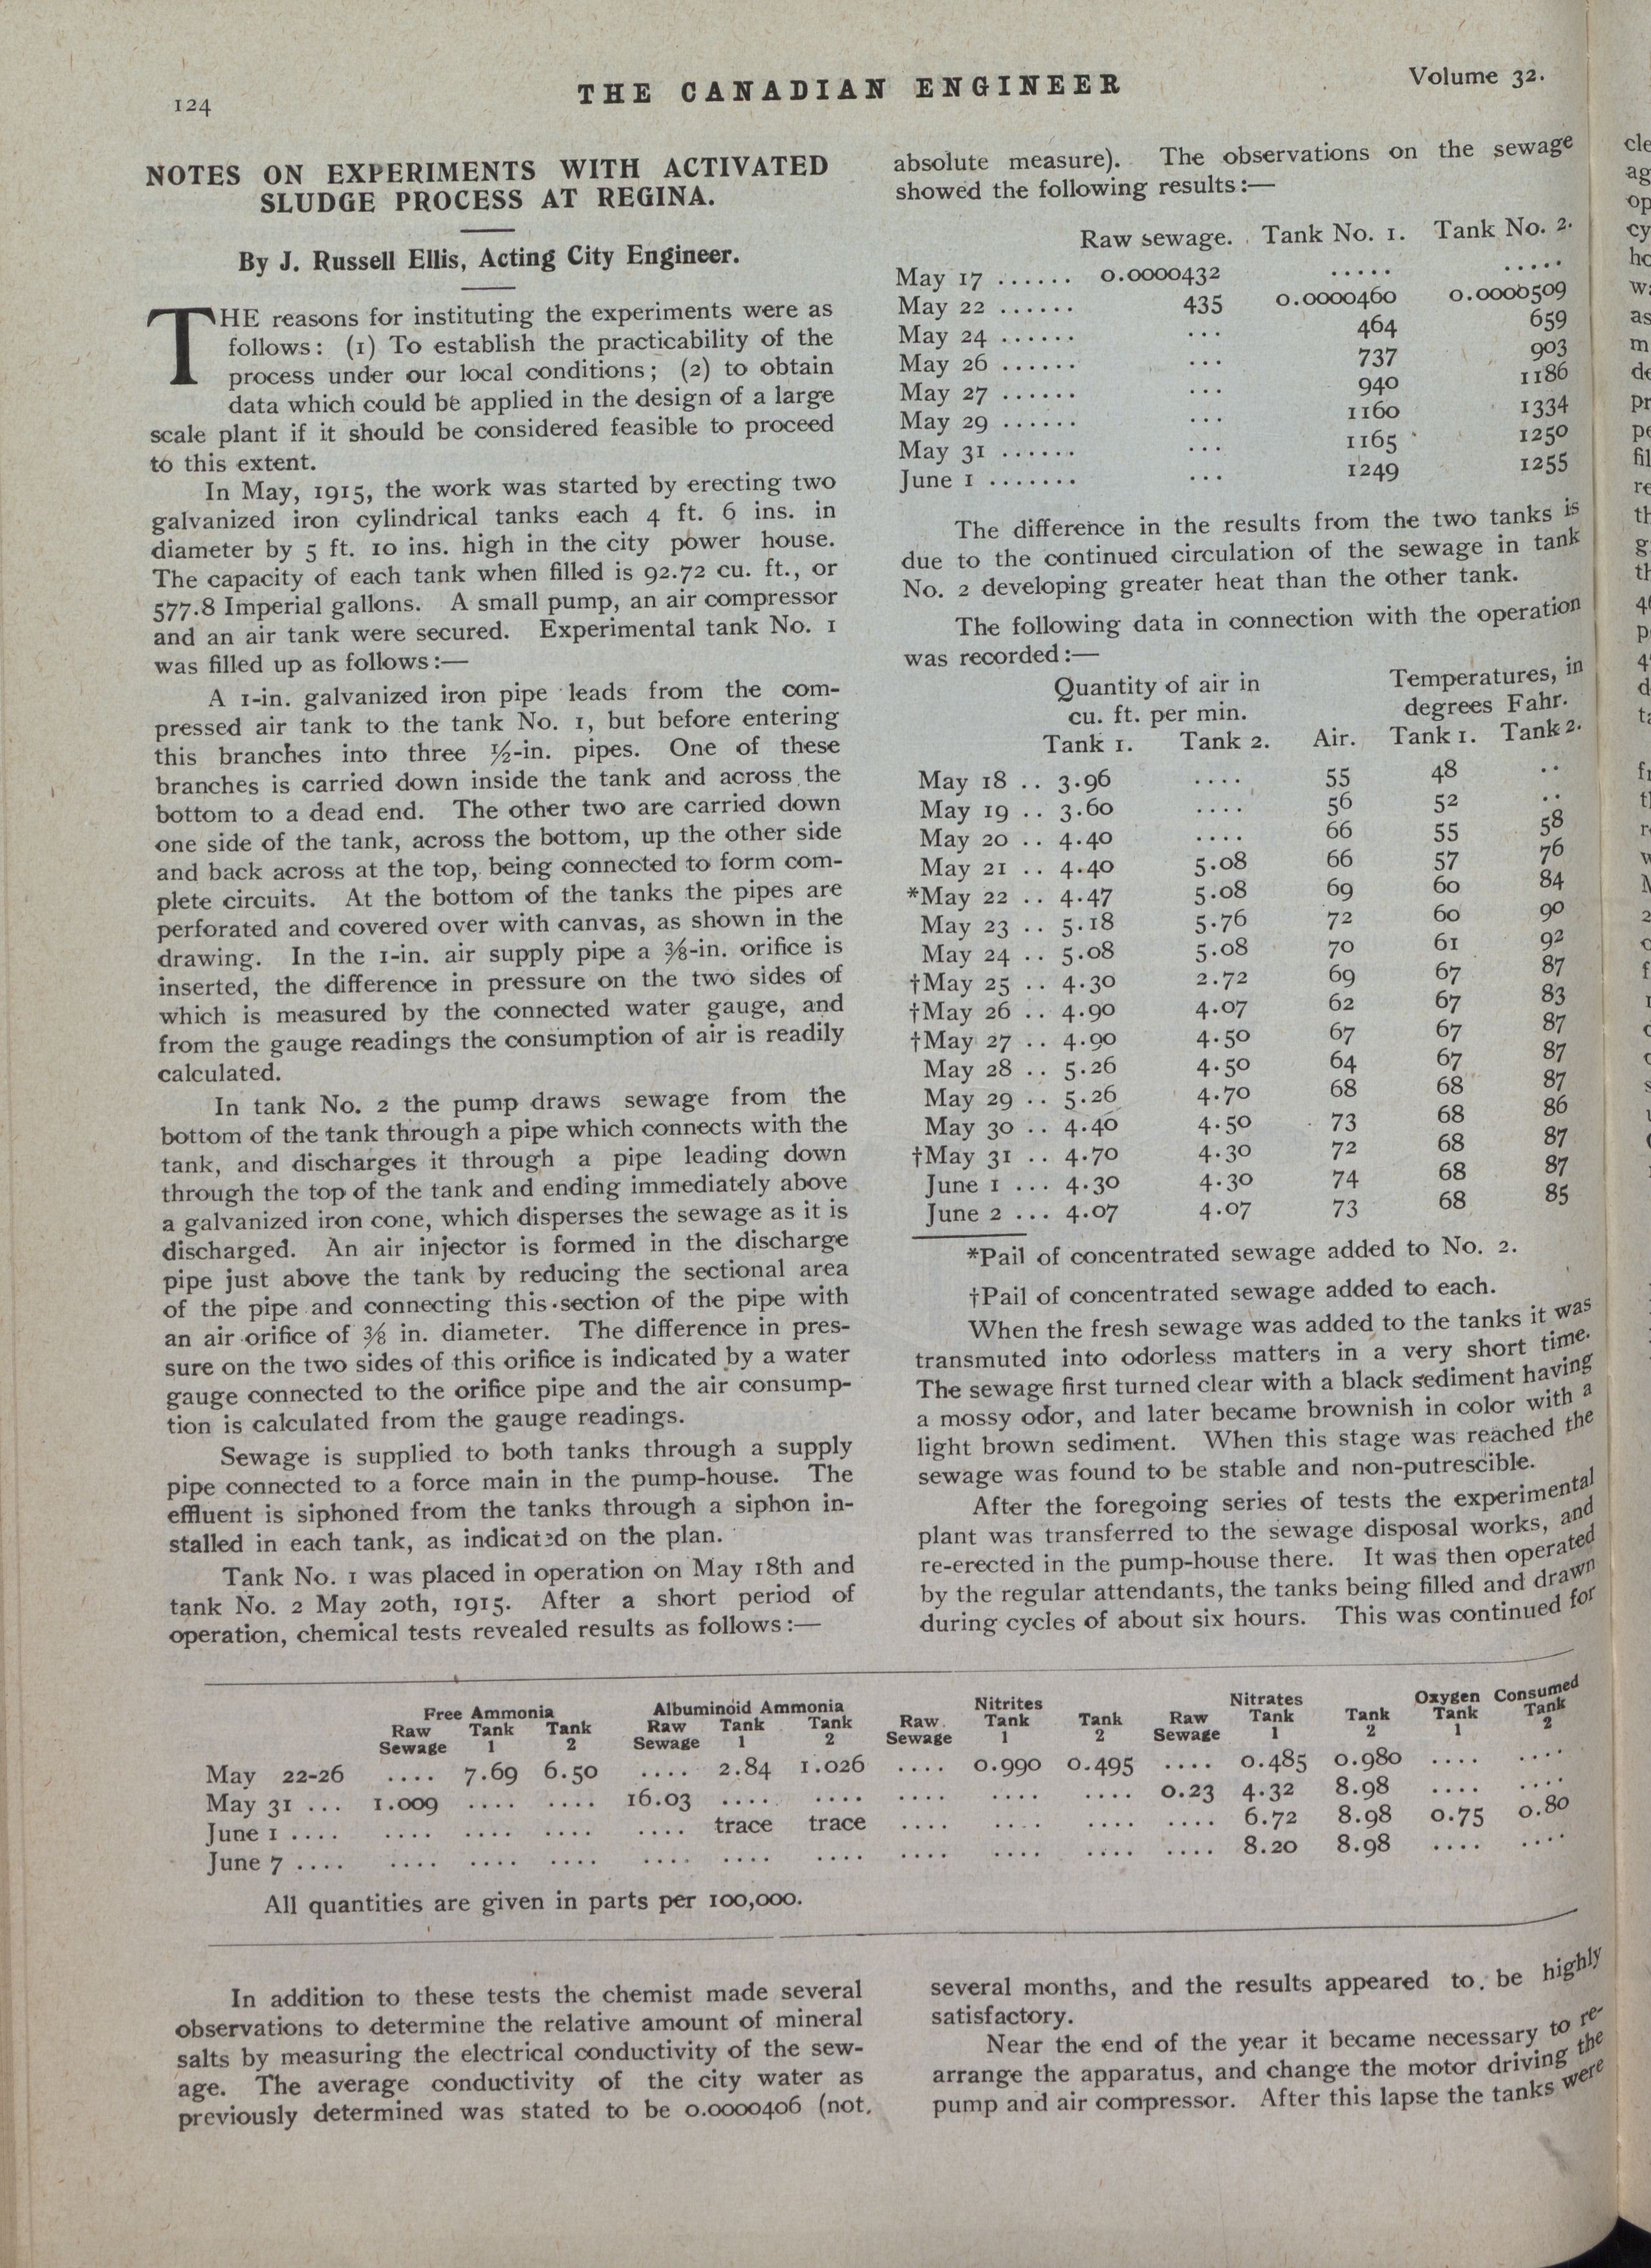 124
THE CANADIAN ENGINEER
Volume 32.
NOTES ON EXPERIMENTS WITH ACTIVATED
SLUDGE PROCESS AT REGINA.
By J. Russell Ellis, Acting City Engineer.
THE reasons for instituting the experiments were as
follows: (1) To establish the practicability of the
process under our local conditions; (2) to obtain
data which could be applied in the design of a large
scale plant if it should be considered feasible to proceed
to this extent.
In May, 1915, the work was started by erecting two
galvanized iron cylindrical tanks each 4 ft. 6 ins. in
diameter by 5 ft. 10 ins. high in the city power house.
The capacity of each tank when filled is 92.72 cu. ft., or
577.8 Imperial gallons. A small pump, an air compressor
and an air tank were secured. Experimental tank No. 1
was filled up as follows:—
A 1-in. galvanized iron pipe leads from the com-
pressed air tank to the tank No. 1, but before entering
this branches into three ½-in. pipes. One of these
branches is carried down inside the tank and across the
bottom to a dead end. The other two are carried down
one side of the tank, across the bottom, up the other side
and back across at the top, being connected to form com-
plete circuits. At the bottom of the tanks the pipes are
perforated and covered over with canvas, as shown in the
drawing. In the 1-in. air supply pipe a ⅜-in. orifice is
inserted, the difference in pressure on the two sides of
which is measured by the connected water gauge, and
from the gauge readings the consumption of air is readily
calculated.
In tank No. 2 the pump draws sewage from the
bottom of the tank through a pipe which connects with the
tank, and discharges it through a pipe leading down
through the top of the tank and ending immediately above
a galvanized iron cone, which disperses the sewage as it is
discharged. An air injector is formed in the discharge
pipe just above the tank by reducing the sectional area
of the pipe and connecting this section of the pipe with
an air orifice of ⅜ in. diameter. The difference in pres-
sure on the two sides of this orifice is indicated by a water
gauge connected to the orifice pipe and the air consump-
tion is calculated from the gauge readings.
Sewage is supplied to both tanks through a supply
pipe connected to a force main in the pump-house. The
effluent is siphoned from the tanks through a siphon in-
stalled in each tank, as indicated on the plan.
Tank No. 1 was placed in operation on May 18th and
tank No. 2 May 20th, 1915. After a short period of
operation, chemical tests revealed results as follows:—
absolute measure). The observations on the sewage
showed the following results:—
Raw sewage. Tank No. 1. Tank No. 2.
May 17 ...... 0.0000432 ..... .....
May 22 ...... 435 0.0000460 0.0000509
May 24 ...... ... 464 659
May 26 ...... ... 737 903
May 27 ...... ... 940 1186
May 29 ...... ... 1160 1334
May 31 ...... ... 1165 1250
June 1 ....... ... 1249 1255
The difference in the results from the two tanks is
due to the continued circulation of the sewage in tank
No. 2 developing greater heat than the other tank.
The following data in connection with the operation
was recorded:—
Quantity of air in Temperatures, in
cu. ft. per min. degrees Fahr.
Tank 1. Tank 2. Air. Tank 1. Tank 2.
May 18 .. 3.96 .... 55 48 ..
May 19 .. 3.60 .... 56 52 ..
May 20 .. 4.40 .... 66 55 58
May 21 .. 4.40 5.08 66 57 76
*May 22 .. 4.47 5.08 69 60 84
May 23 .. 5.18 5.76 72 60 90
May 24 .. 5.08 5.08 70 61 92
†May 25 .. 4.30 2.72 69 67 87
†May 26 .. 4.90 4.07 62 67 83
†May 27 .. 4.90 4.50 67 67 87
May 28 .. 5.26 4.50 64 67 87
May 29 .. 5.26 4.70 68 68 87
May 30 .. 4.40 4.50 73 68 86
†May 31 .. 4.70 4.30 72 68 87
June 1 ... 4.30 4.30 74 68 87
June 2 ... 4.07 4.07 73 68 85
*Pail of concentrated sewage added to No. 2.
†Pail of concentrated sewage added to each.
When the fresh sewage was added to the tanks it was
transmuted into odorless matters in a very short time.
The sewage first turned clear with a black sediment having
a mossy odor, and later became brownish in color with a
light brown sediment. When this stage was reached the
sewage was found to be stable and non-putrescible.
After the foregoing series of tests the experimental
plant was transferred to the sewage disposal works, and
re-erected in the pump-house there. It was then operated
by the regular attendants, the tanks being filled and drawn
during cycles of about six hours. This was continued for
Free Ammonia Albuminoid Ammonia Nitrites Nitrates Oxygen Consumed
Raw Tank Tank Raw Tank Tank Raw Tank Tank Raw Tank Tank Tank Tank
Sewage 1 2 Sewage 1 2 Sewage 1 2 Sewage 1 2 1 2
May 22-26 .... 7.69 6.50 .... 2.84 1.026 .... 0.990 0.495 .... 0.485 0.980 .... ....
May 31 ... 1.009 .... .... 16.03 .... .... .... .... .... 0.23 4.32 8.98 .... ....
June 1 .... .... .... .... .... trace trace .... .... .... .... 6.72 8.98 0.75 0.80
June 7 .... .... .... .... .... .... .... .... .... .... .... 8.20 8.98 .... ....
All quantities are given in parts per 100,000.
In addition to these tests the chemist made several
observations to determine the relative amount of mineral
salts by measuring the electrical conductivity of the sew-
age. The average conductivity of the city water as
previously determined was stated to be 0.0000406 (not
several months, and the results appeared to be highly
satisfactory.
Near the end of the year it became necessary to re-
arrange the apparatus, and change the motor driving the
pump and air compressor. After this lapse the tanks were